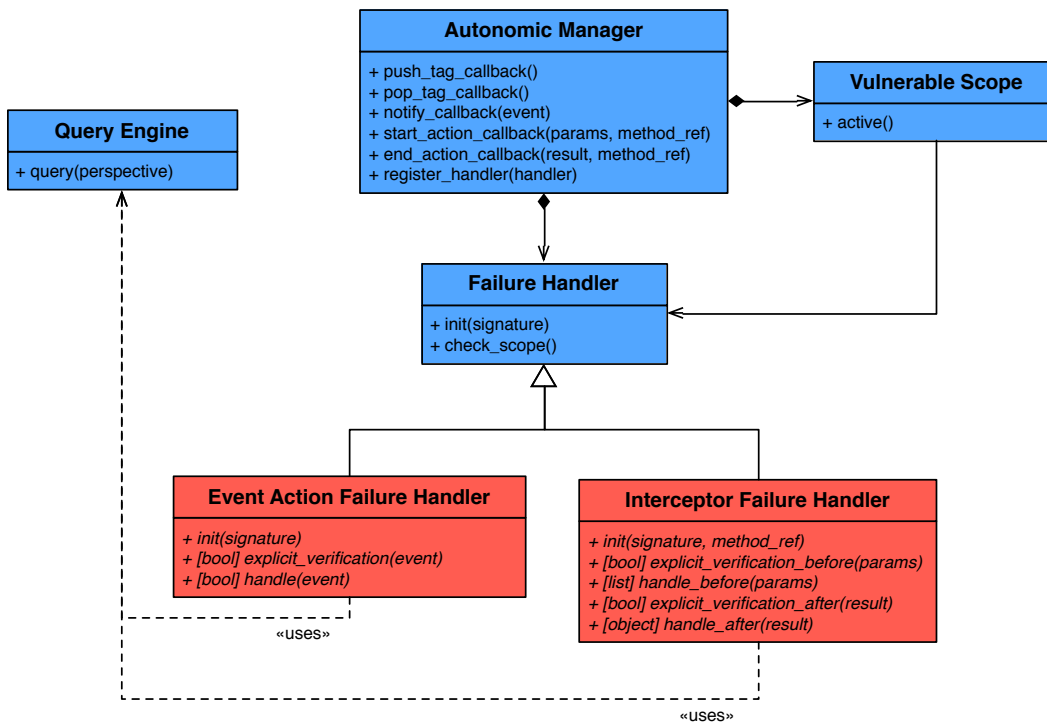 Autonomic Manager
+ push_tag_callback()
+ pop_tag_callback()
+ notify_callback(event)
+ start_action_callback(params, method_ref)
+ end_action_callback(result, method_ref)
+ register_handler(handler)
Vulnerable Scope
+ active()
Query Engine
+ query(perspective)
Failure Handler
+ init(signature)
+ check_scope()
Event Action Failure Handler
+ init(signature)
+ [bool] explicit_verification(event)
+ [bool] handle(event)
Interceptor Failure Handler
+ init(signature, method_ref)
+ [bool] explicit_verification_before(params)
+ [list] handle_before(params)
+ [bool] explicit_verification_after(result)
+ [object] handle_after(result)
«uses»
«uses»